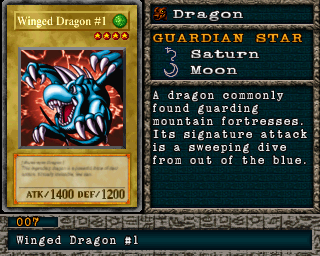 Winged Dragon #1
ATK/1400 DEF/1200
Dragon
GUARDIAN STAR
Saturn
Moon
A dragon commonly
found guarding
mountain fortresses.
Its signature attack
is a sweeping dive
from out of the blue.
007
Winged Dragon #1